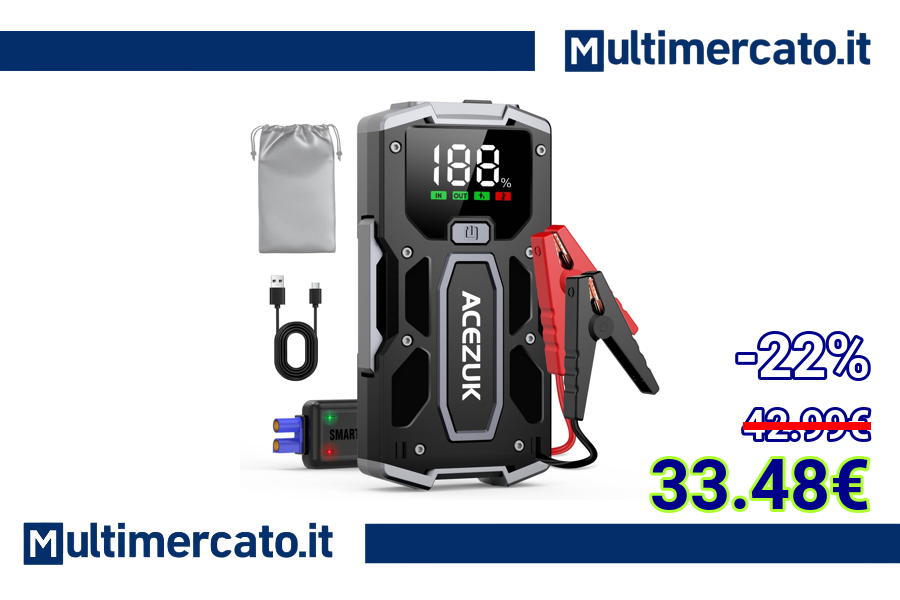 Multimercato.it
188%
IN OUT
ACEZUK
SMART
-22%
42.99€
33.48€
Multimercato.it